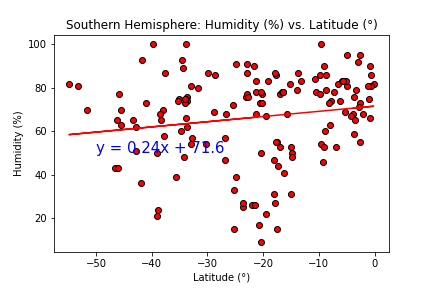 Southern Hemisphere: Humidity (%) vs. Latitude (°)
Humidity (%)
100
80
60
40
20
y = 0.24x + 71.6
−50
−40
−30
−20
−10
0
Latitude (°)